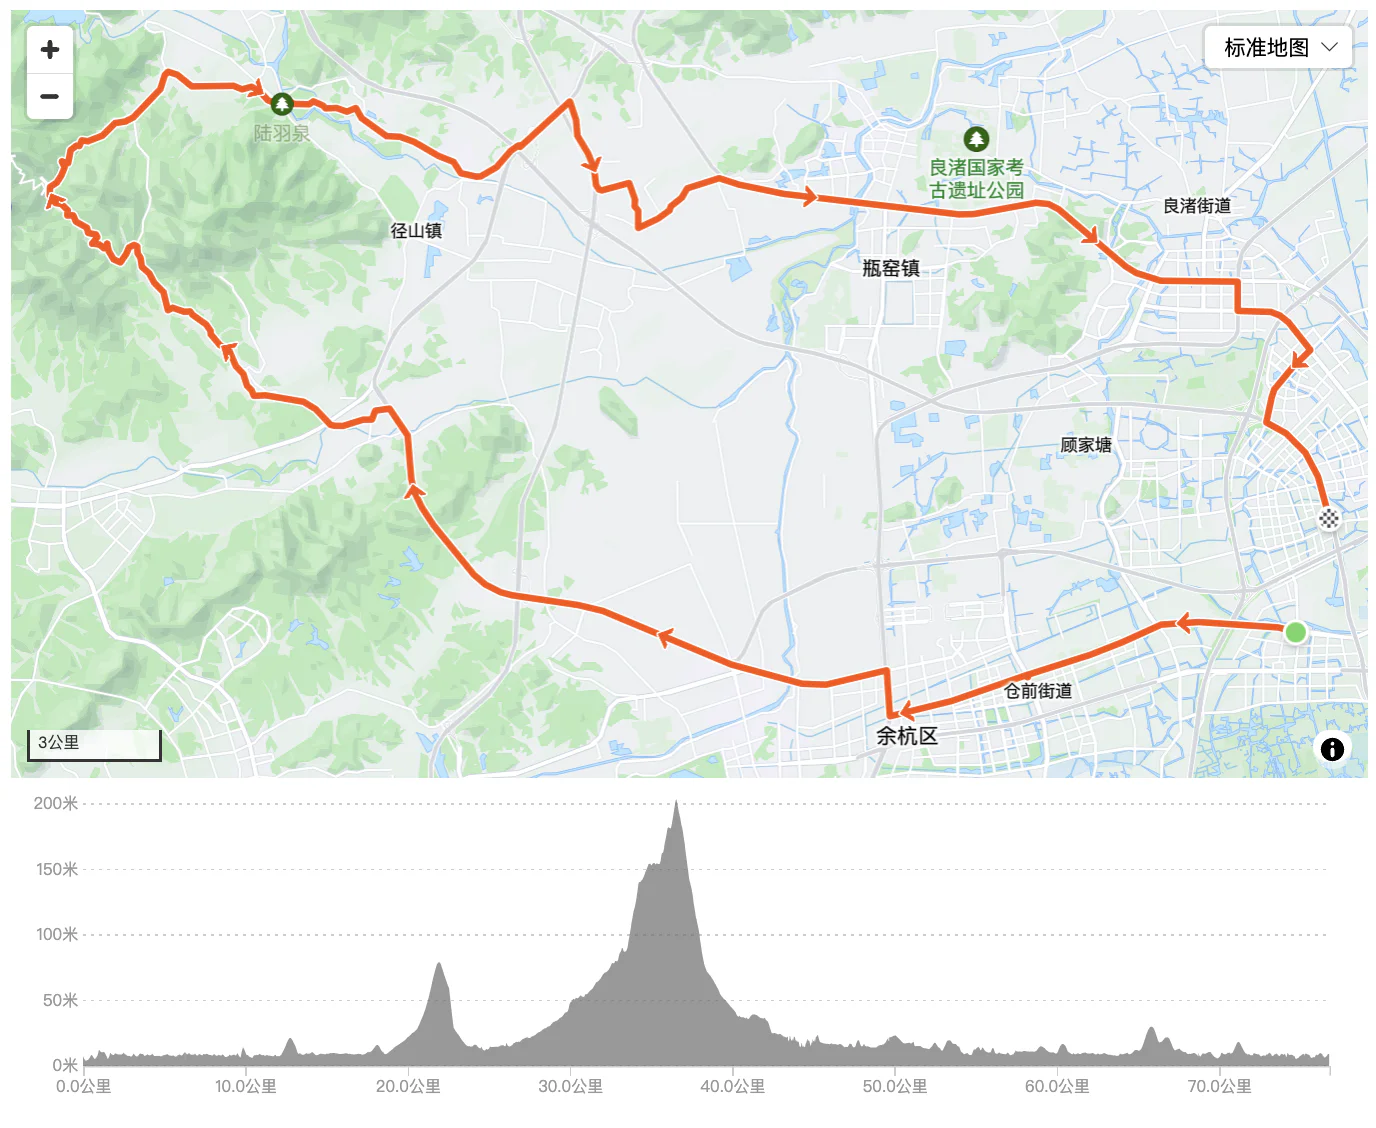 +
标准地图
−
陆羽泉
良渚国家考
古遗址公园
良渚街道
径山镇
瓶窑镇
顾家塘
仓前街道
余杭区
3公里
200米
150米
100米
50米
0米
0.0公里 10.0公里 20.0公里 30.0公里 40.0公里 50.0公里 60.0公里 70.0公里